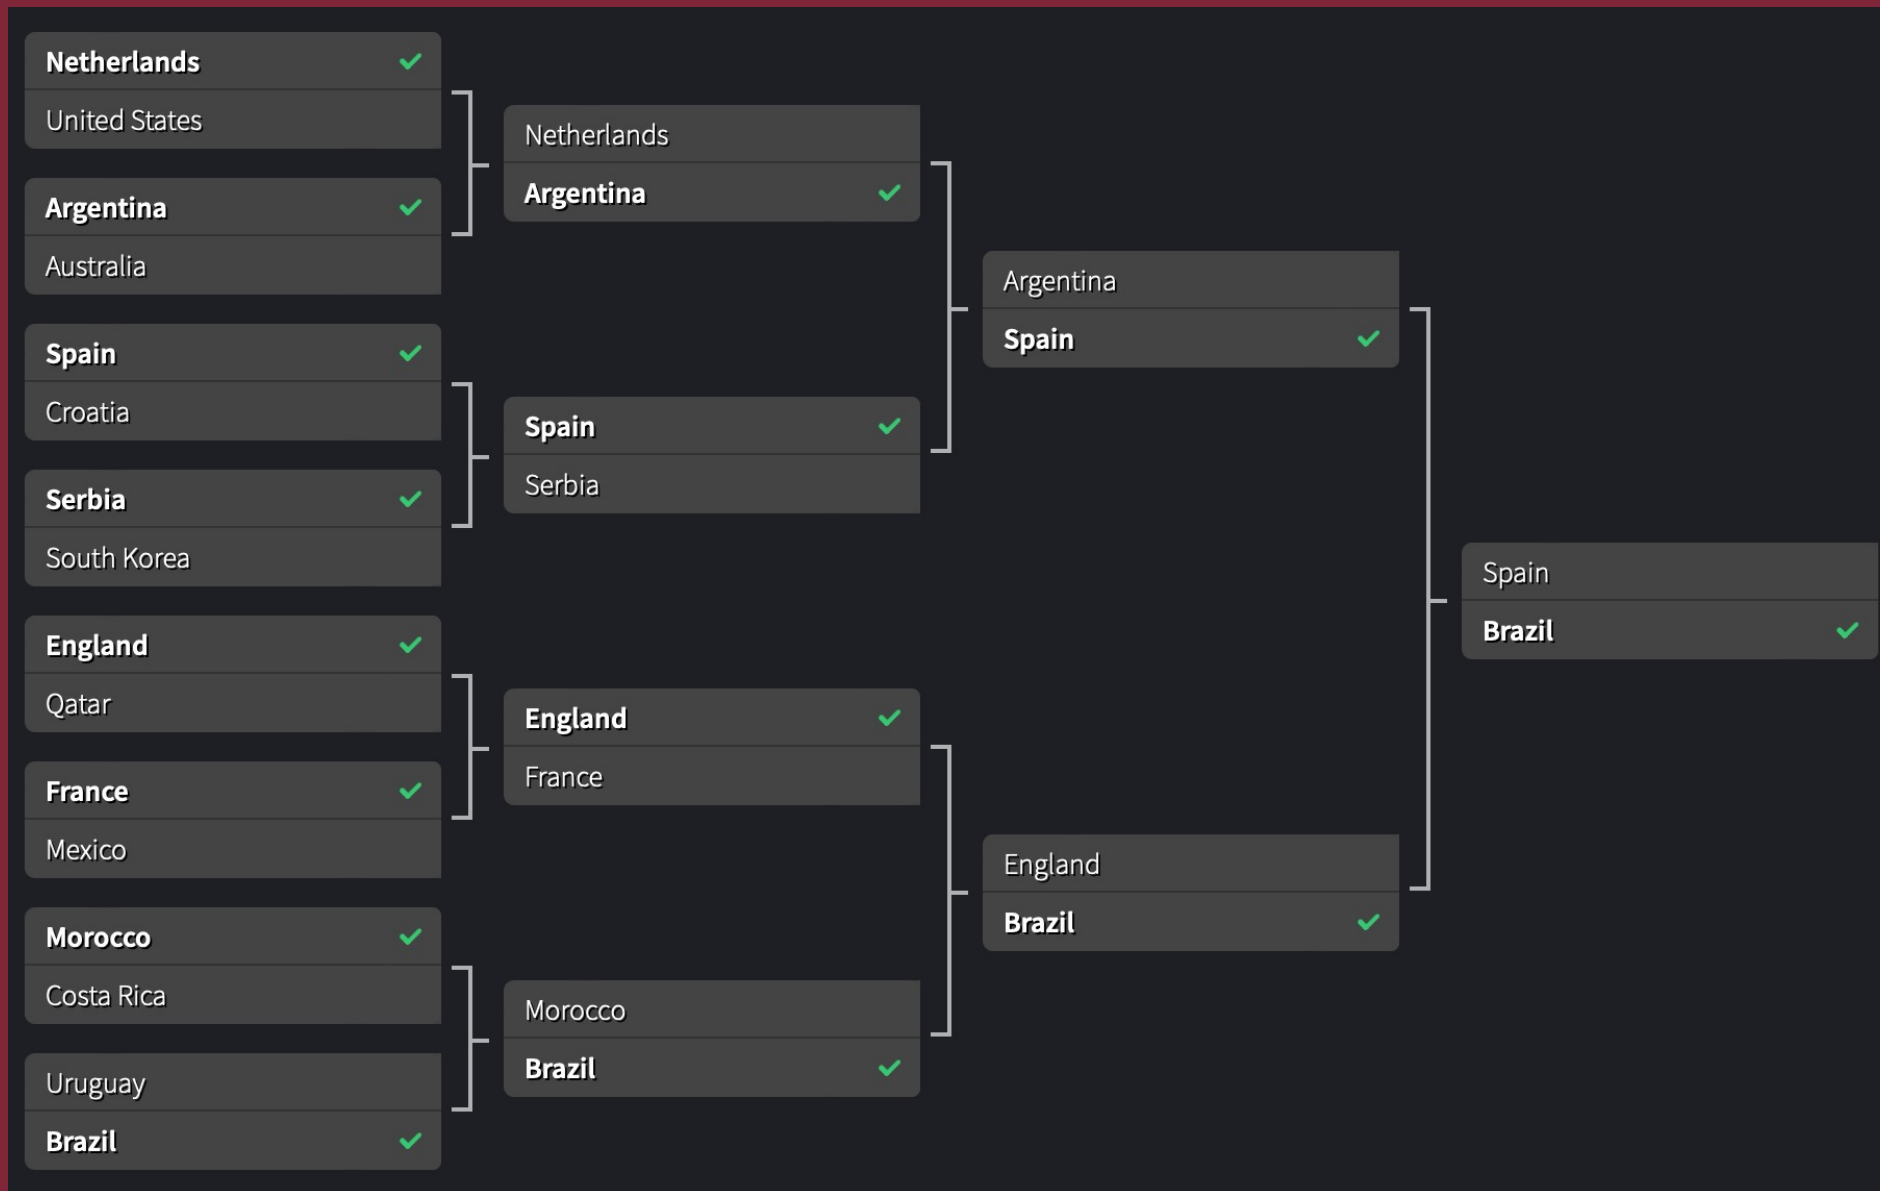 Netherlands
United States
Argentina
Australia
Spain
Croatia
Serbia
South Korea
England
Qatar
France
Mexico
Morocco
Costa Rica
Uruguay
Brazil
Netherlands
Argentina
Spain
Serbia
England
France
Morocco
Brazil
Argentina
Spain
England
Brazil
Spain
Brazil